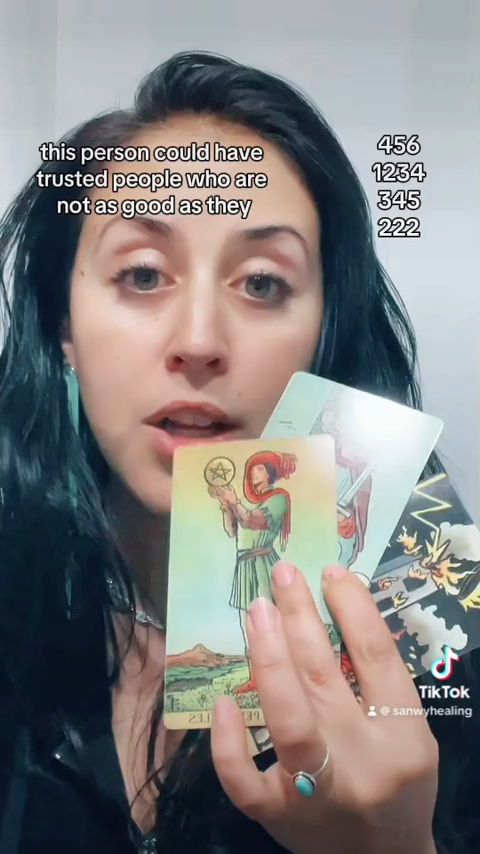 this person could have
trusted people who are
not as good as they
456
1234
345
222
TikTok
@ sanwyhealing